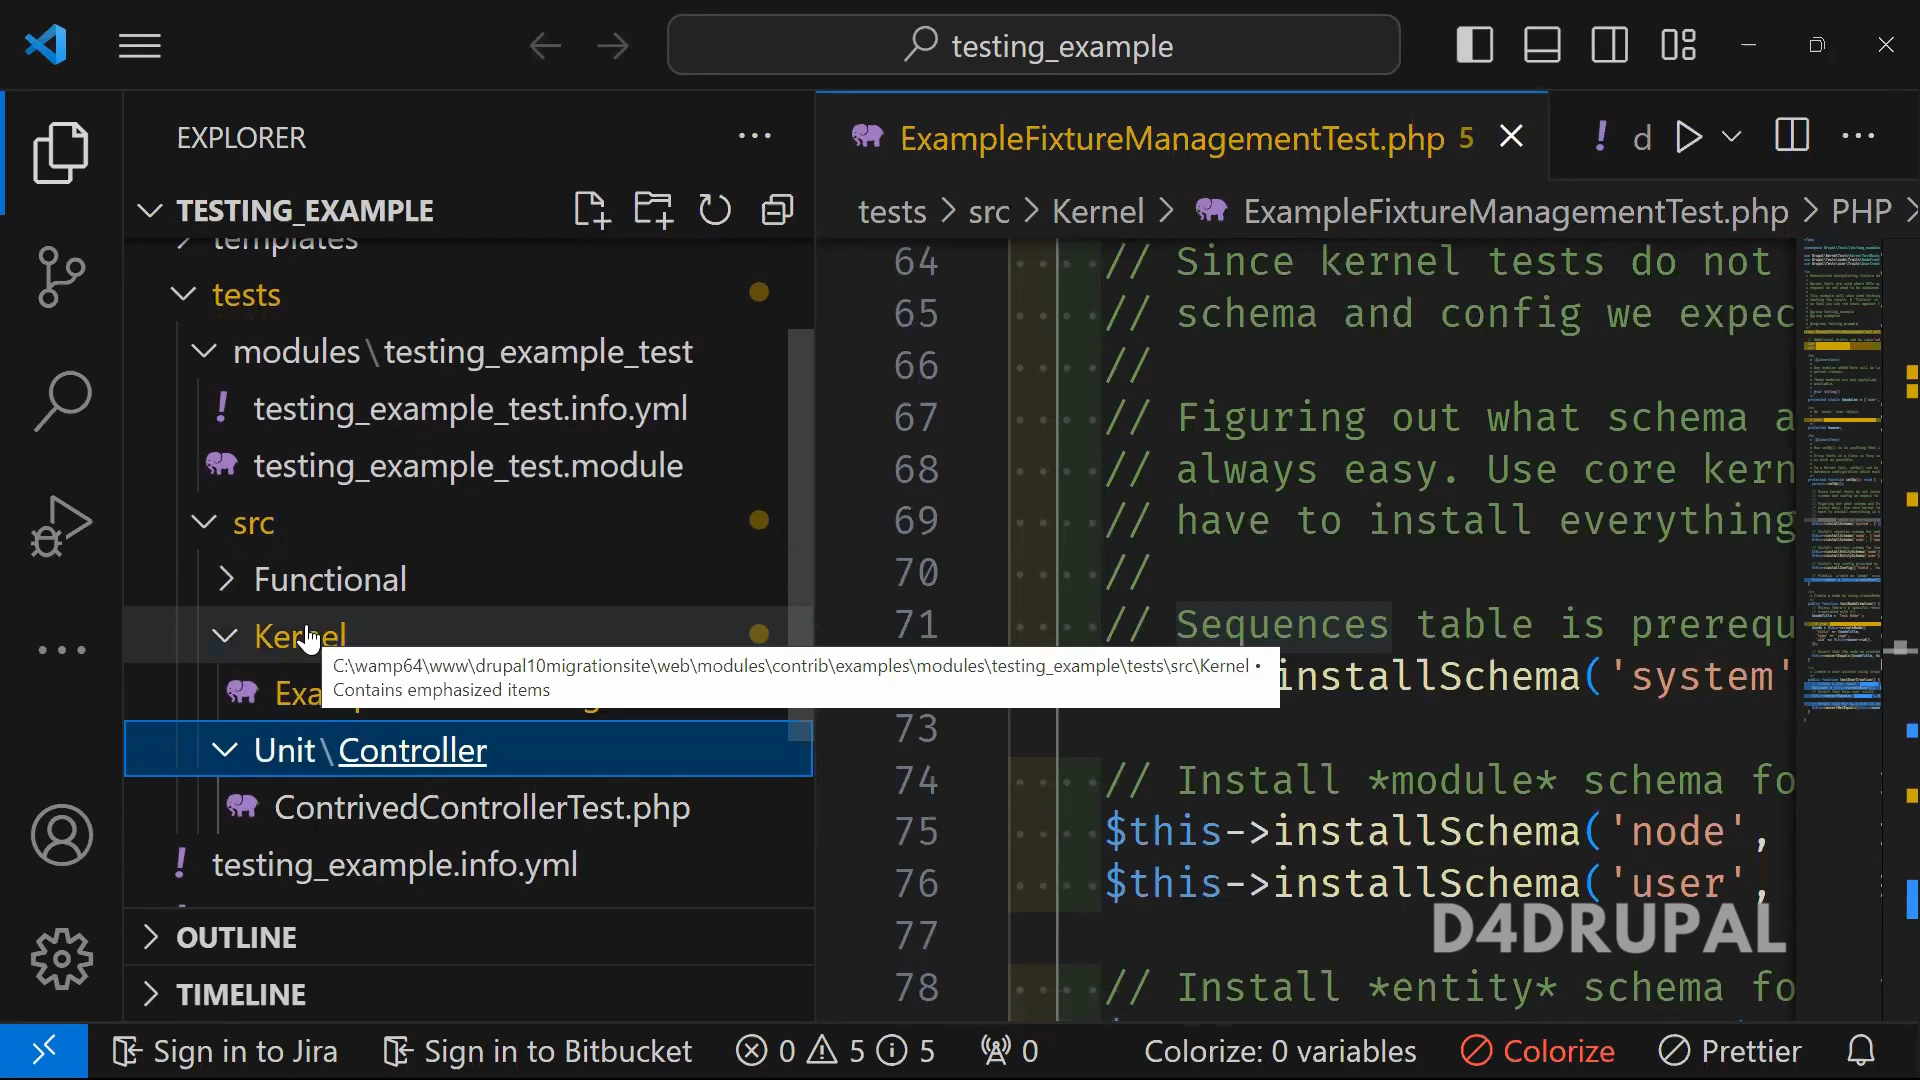 testing_example
EXPLORER
TESTING_EXAMPLE
templates
tests
modules\testing_example_test
! testing_example_test.info.yml
testing_example_test.module
src
Functional
Kernel
C:\wamp64\www\drupal10migrationsite\web\modules\contrib\examples\modules\testing_example\tests\src\Kernel •
Contains emphasized items
Exa
Unit\Controller
ContrivedControllerTest.php
! testing_example.info.yml
OUTLINE
TIMELINE
ExampleFixtureManagementTest.php 5
! d
tests > src > Kernel > ExampleFixtureManagementTest.php > PHP >
64 // Since kernel tests do not
65 // schema and config we expec
66 //
67 // Figuring out what schema a
68 // always easy. Use core kern
69 // have to install everything
70 //
71 // Sequences table is prerequ
installSchema('system'
73
74 // Install *module* schema fo
75 $this->installSchema('node',
76 $this->installSchema('user',
77
78 // Install *entity* schema fo
D4DRUPAL
Sign in to Jira
Sign in to Bitbucket
0 5 5
0
Colorize: 0 variables
Colorize
Prettier